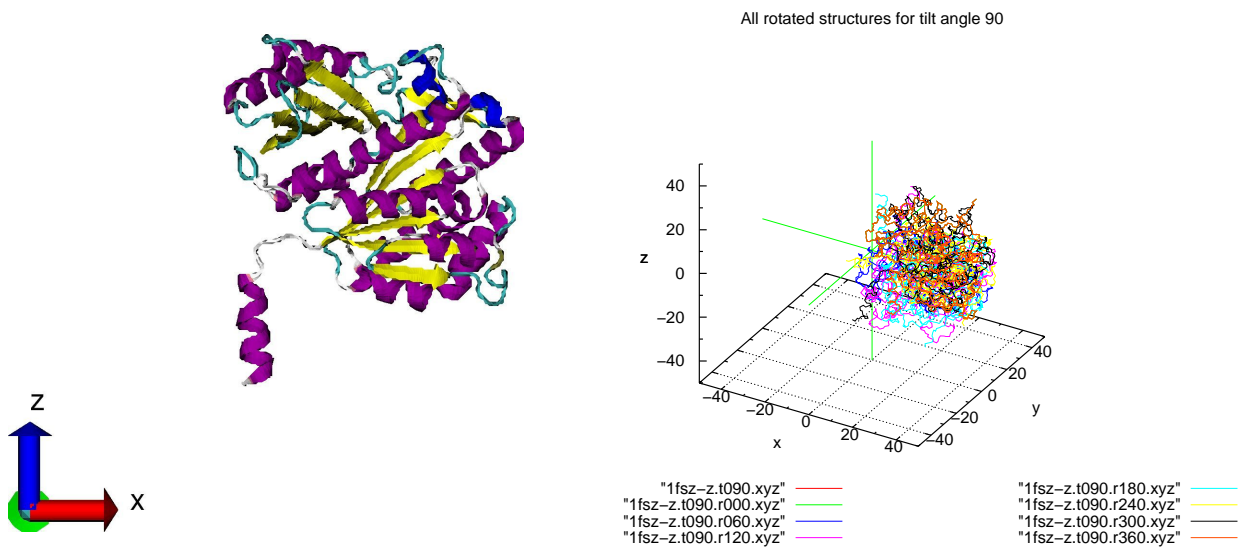 All rotated structures for tilt angle 90
40
20
0
−20
−40
z
−40
−20
0
20
40
x
−40
−20
0
20
40
y
Z
X
"1fsz−z.t090.xyz"
"1fsz−z.t090.r000.xyz"
"1fsz−z.t090.r060.xyz"
"1fsz−z.t090.r120.xyz"
"1fsz−z.t090.r180.xyz"
"1fsz−z.t090.r240.xyz"
"1fsz−z.t090.r300.xyz"
"1fsz−z.t090.r360.xyz"